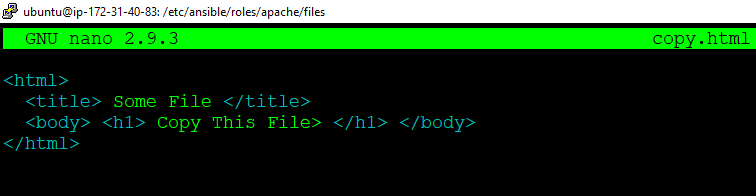 ubuntu@ip-172-31-40-83: /etc/ansible/roles/apache/files
GNU nano 2.9.3 copy.html
<html>
<title> Some File </title>
<body> <h1> Copy This File> </h1> </body>
</html>